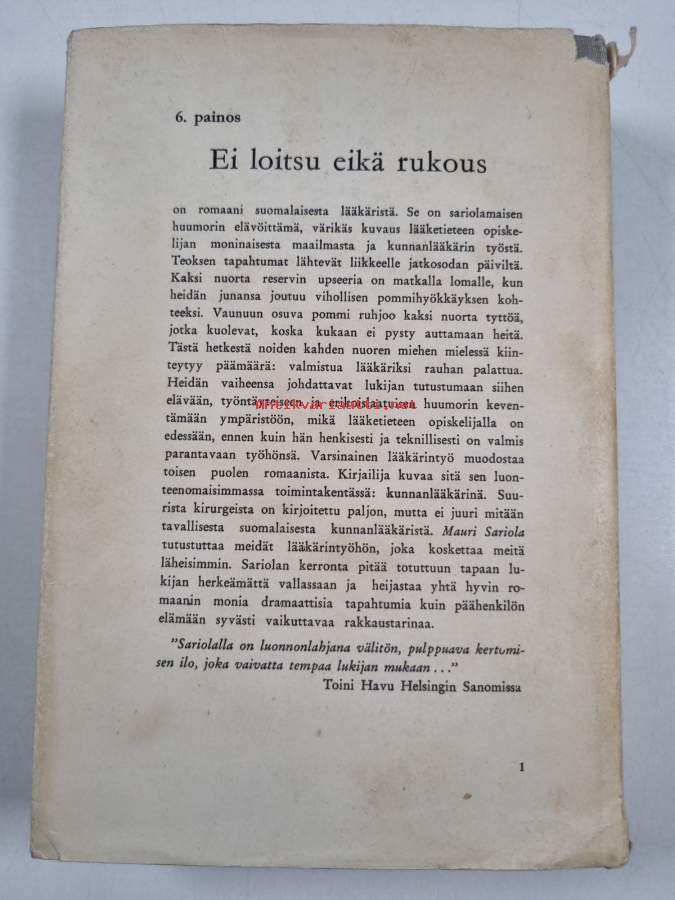 6. painos
Ei loitsu eikä rukous
on romaani suomalaisesta lääkäristä. Se on sariolamaisen
huumorin elävöittämä, värikäs kuvaus lääketieteen opiske-
lijan moninaisesta maailmasta ja kunnanlääkärin työstä.
Teoksen tapahtumat lähtevät liikkeelle jatkosodan päiviltä.
Kaksi nuorta reservin upseeria on matkalla lomalle, kun
heidän junansa joutuu vihollisen pommihyökkäyksen koh-
teeksi. Vaunuun osuva pommi ruhjoo kaksi nuorta tyttöä,
jotka kuolevat, koska kukaan ei pysty auttamaan heitä.
Tästä hetkestä noiden kahden nuoren miehen mielessä kiin-
teytyy päämäärä: valmistua lääkäriksi rauhan palattua.
Heidän vaiheensa johdattavat lukijan tutustumaan siihen
elävään, työntäyteiseen ja erikoislaatuisen huumorin keven-
tämään ympäristöön, mikä lääketieteen opiskelijalla on
edessään, ennen kuin hän henkisesti ja teknillisesti on valmis
parantavaan työhönsä. Varsinainen lääkärintyö muodostaa
toisen puolen romaanista. Kirjailija kuvaa sitä sen luon-
teenomaisimmassa toimintakentässä: kunnanlääkärinä. Suu-
rista kirurgeista on kirjoitettu paljon, mutta ei juuri mitään
tavallisesta suomalaisesta kunnanlääkäristä. Mauri Sariola
tutustuttaa meidät lääkärintyöhön, joka koskettaa meitä
läheisimmin. Sariolan kerronta pitää totuttuun tapaan lu-
kijan herkeämättä vallassaan ja heijastaa yhtä hyvin ro-
maanin monia dramaattisia tapahtumia kuin päähenkilön
elämään syvästi vaikuttavaa rakkaustarinaa.
"Sariolalla on luonnonlahjana välitön, pulppuava kertomi-
sen ilo, joka vaivatta tempaa lukijan mukaan . . ."
Toini Havu Helsingin Sanomissa
1